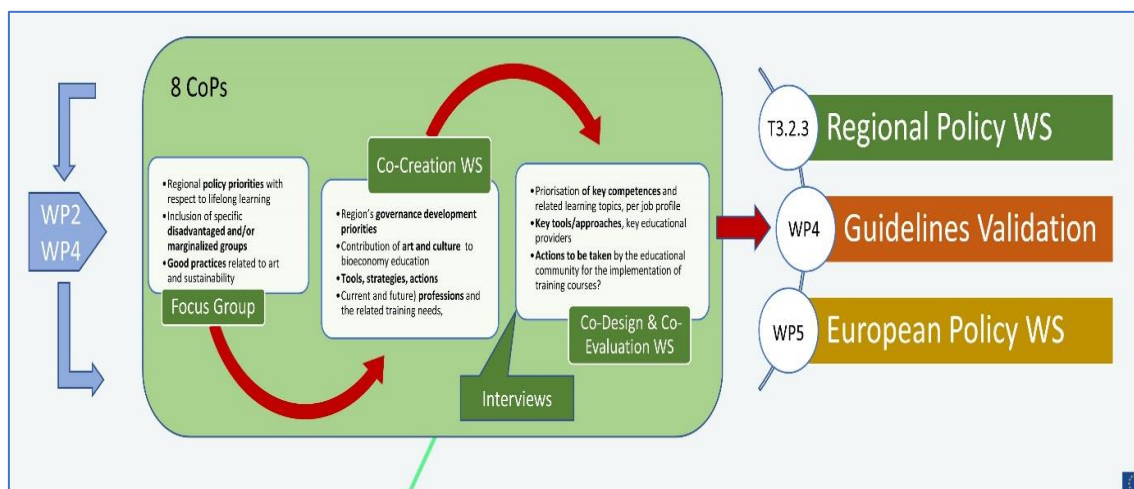 8 CoPs
WP2
WP4
•Regional policy priorities with
respect to lifelong learning
•Inclusion of specific
disadvantaged and/or
marginalized groups
•Good practices related to art
and sustainability
Focus Group
Co-Creation WS
•Region's governance development
priorities
•Contribution of art and culture to
bioeconomy education
•Tools, strategies, actions
•Current and future) professions and
the related training needs,
•Priorisation of key competences and
related learning topics, per job profile
•Key tools/approaches, key educational
providers
•Actions to be taken by the educational
community for the implementation of
training courses?
Co-Design & Co-
Evaluation WS
Interviews
T3.2.3 Regional Policy WS
WP4 Guidelines Validation
WP5 European Policy WS